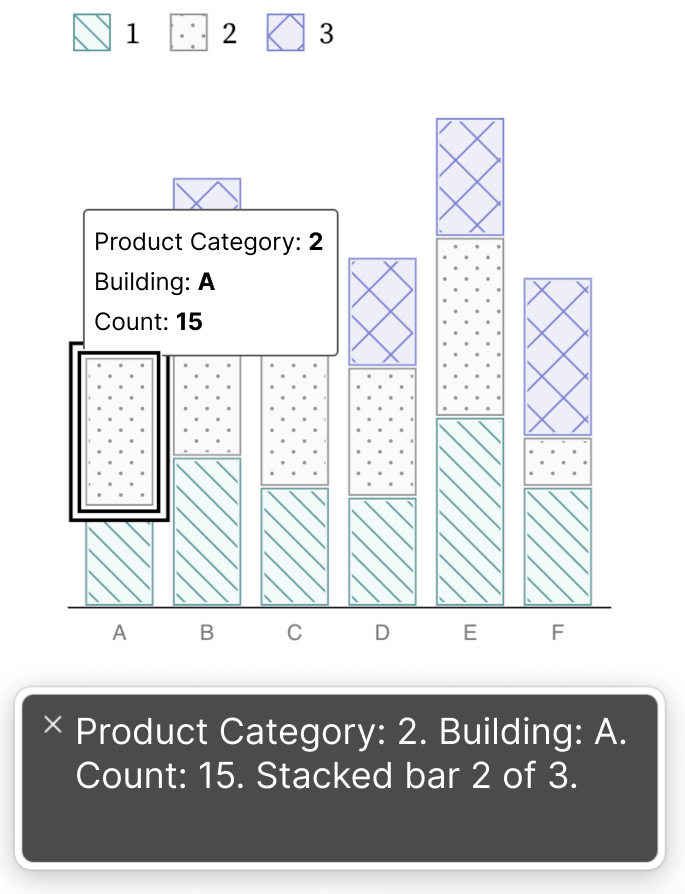 1 2 3
Product Category: 2
Building: A
Count: 15
A B C D E F
× Product Category: 2. Building: A.
Count: 15. Stacked bar 2 of 3.